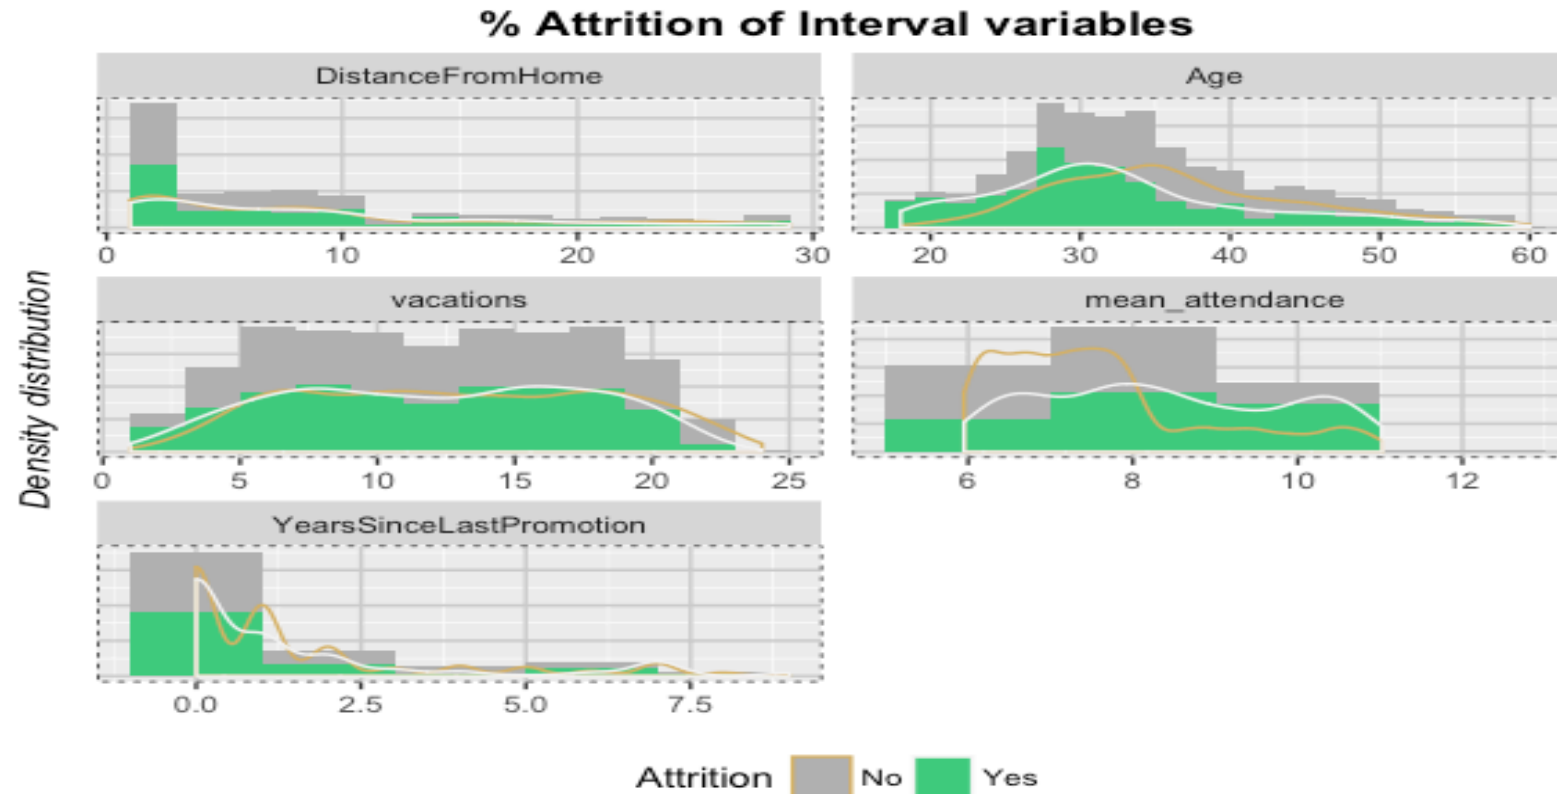 % Attrition of Interval variables
DistanceFromHome
Age
0 10 20 30
20 30 40 50 60
vacations
mean_attendance
Density distribution
0 5 10 15 20 25
6 8 10 12
YearsSinceLastPromotion
0.0 2.5 5.0 7.5
Attrition No Yes